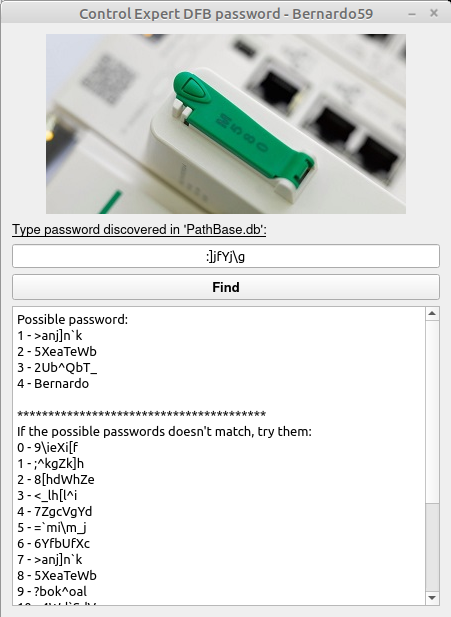 Control Expert DFB password - Bernardo59
M580
Type password discovered in 'PathBase.db':
:]jfYj\g
Find
Possible password:
1 - >anj]n`k
2 - 5XeaTeWb
3 - 2Ub^QbT_
4 - Bernardo
****************************************
If the possible passwords doesn't match, try them:
0 - 9\ieXi[f
1 - ;^kgZk]h
2 - 8[hdWhZe
3 - <_lh[l^i
4 - 7ZgcVgYd
5 - =`mi\m_j
6 - 6YfbUfXc
7 - >anj]n`k
8 - 5XeaTeWb
9 - ?bok^oal